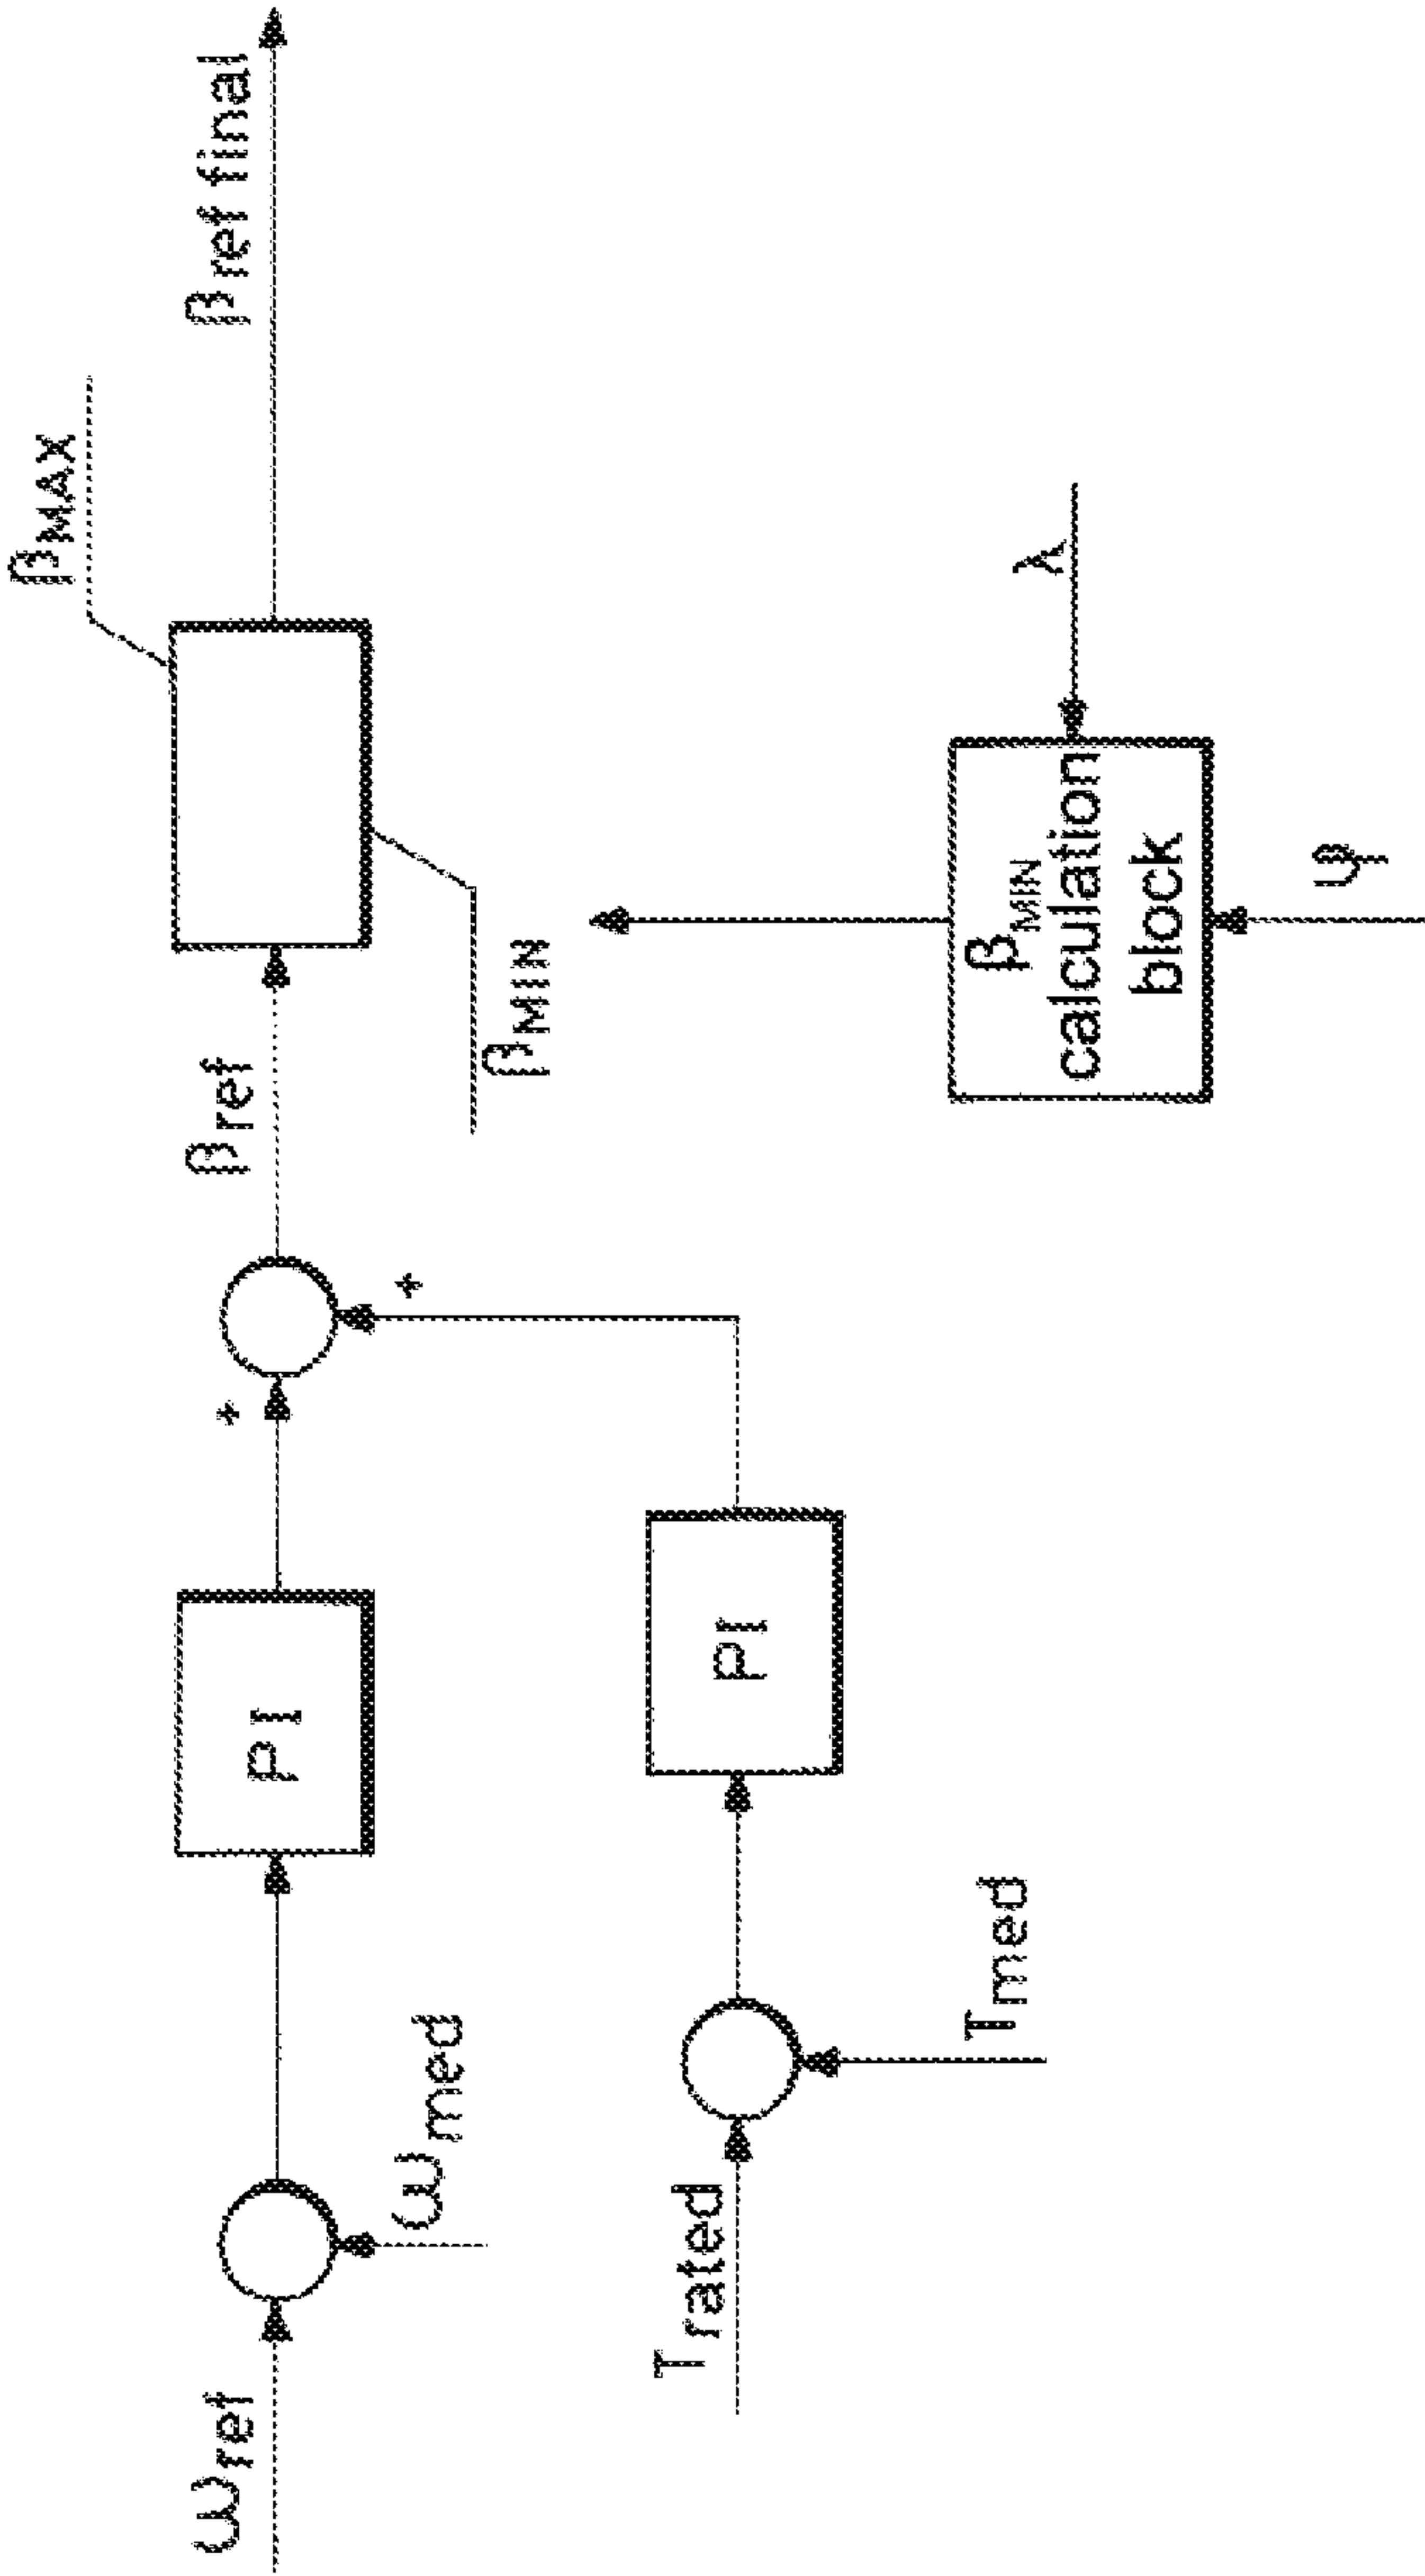 βMAX
ωref
βref
βref final
+
PI
+
ωmed
βMIN
Trated
PI
Tmed
λ
βMIN
calculation
block